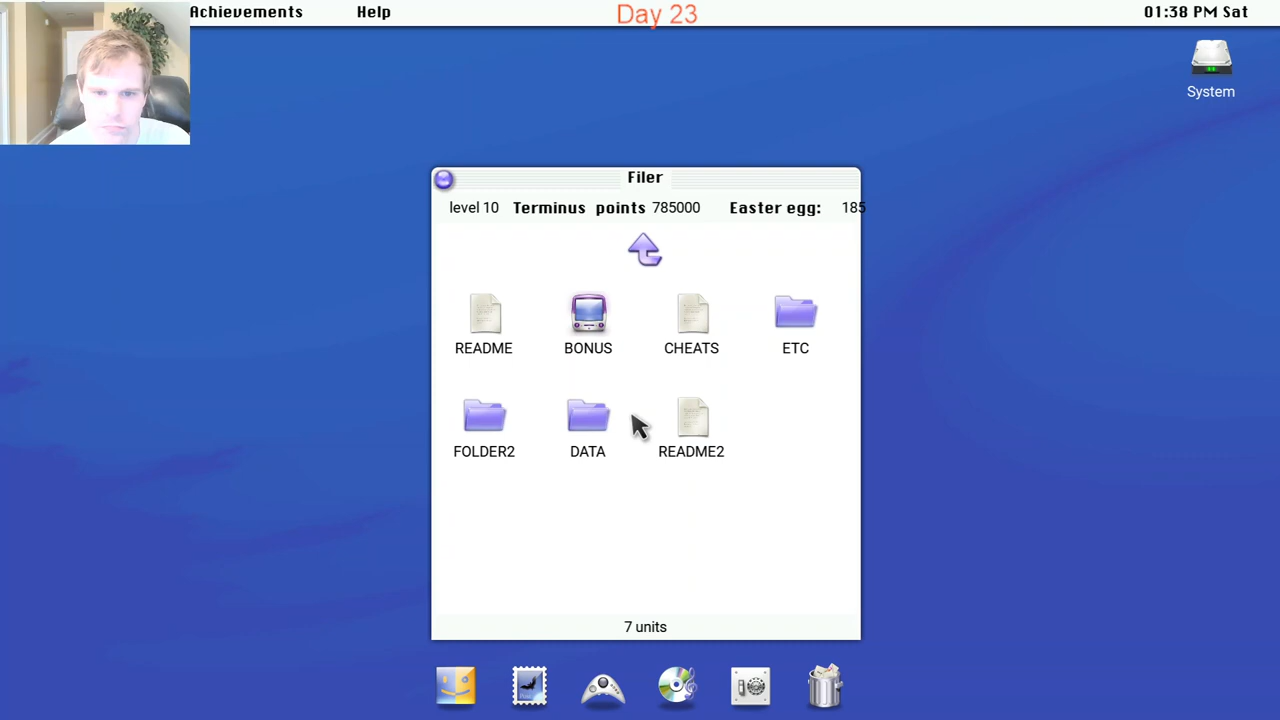 Achievements Help Day 23 01:38 PM Sat
System
Filer
level 10 Terminus points 785000 Easter egg: 185
README BONUS CHEATS ETC
FOLDER2 DATA README2
7 units